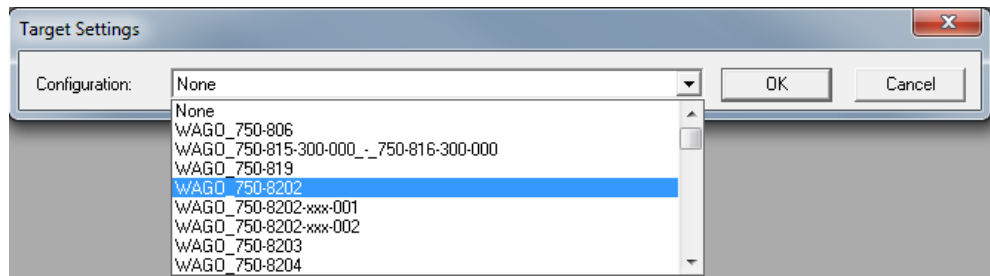 Target Settings
Configuration: None OK Cancel
None
WAGO_750-806
WAGO_750-815-300-000_-_750-816-300-000
WAGO_750-819
WAGO_750-8202
WAGO_750-8202-xxx-001
WAGO_750-8202-xxx-002
WAGO_750-8203
WAGO_750-8204